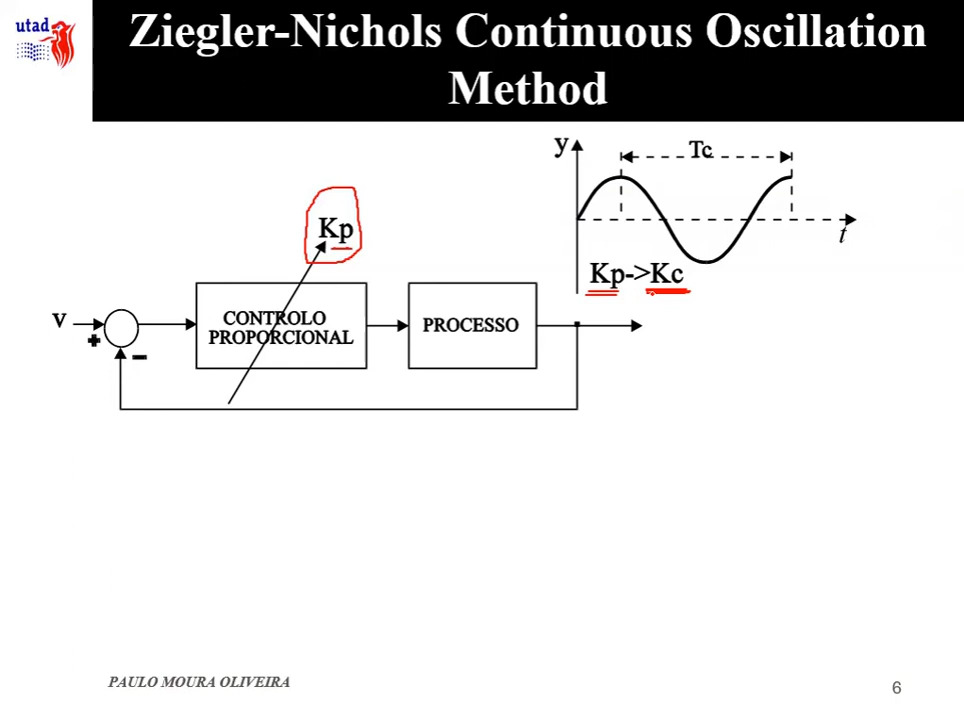 utad
Ziegler-Nichols Continuous Oscillation
Method
y
Tc
t
Kp
Kp->Kc
v
+
-
CONTROLO
PROPORCIONAL
PROCESSO
PAULO MOURA OLIVEIRA
6